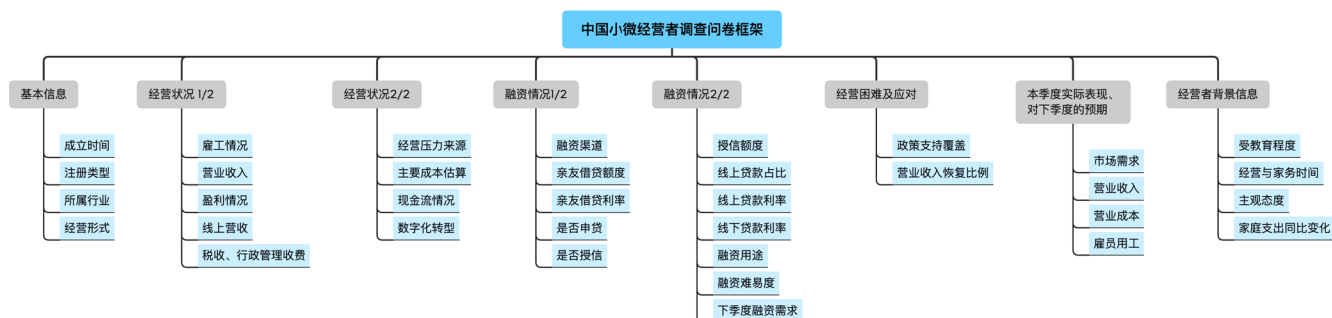 中国小微经营者调查问卷框架
基本信息
成立时间
注册类型
所属行业
经营形式
经营状况 1/2
雇工情况
营业收入
盈利情况
线上营收
税收、行政管理收费
经营状况2/2
经营压力来源
主要成本估算
现金流情况
数字化转型
融资情况1/2
融资渠道
亲友借贷额度
亲友借贷利率
是否申贷
是否授信
融资情况2/2
授信额度
线上贷款占比
线上贷款利率
线下贷款利率
融资用途
融资难易度
下季度融资需求
经营困难及应对
政策支持覆盖
营业收入恢复比例
本季度实际表现、
对下季度的预期
市场需求
营业收入
营业成本
雇员用工
经营者背景信息
受教育程度
经营与家务时间
主观态度
家庭支出同比变化